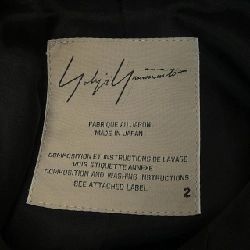 Yohji Yamamoto
FABRIQUE AU JAPON
MADE IN JAPAN
COMPOSITION ET INSTRUCTIONS DE LAVAGE
VOIR ETIQUETTE ANNEXE
COMPOSITION AND WASHING INSTRUCTIONS
SEE ATTACHED LABEL
2